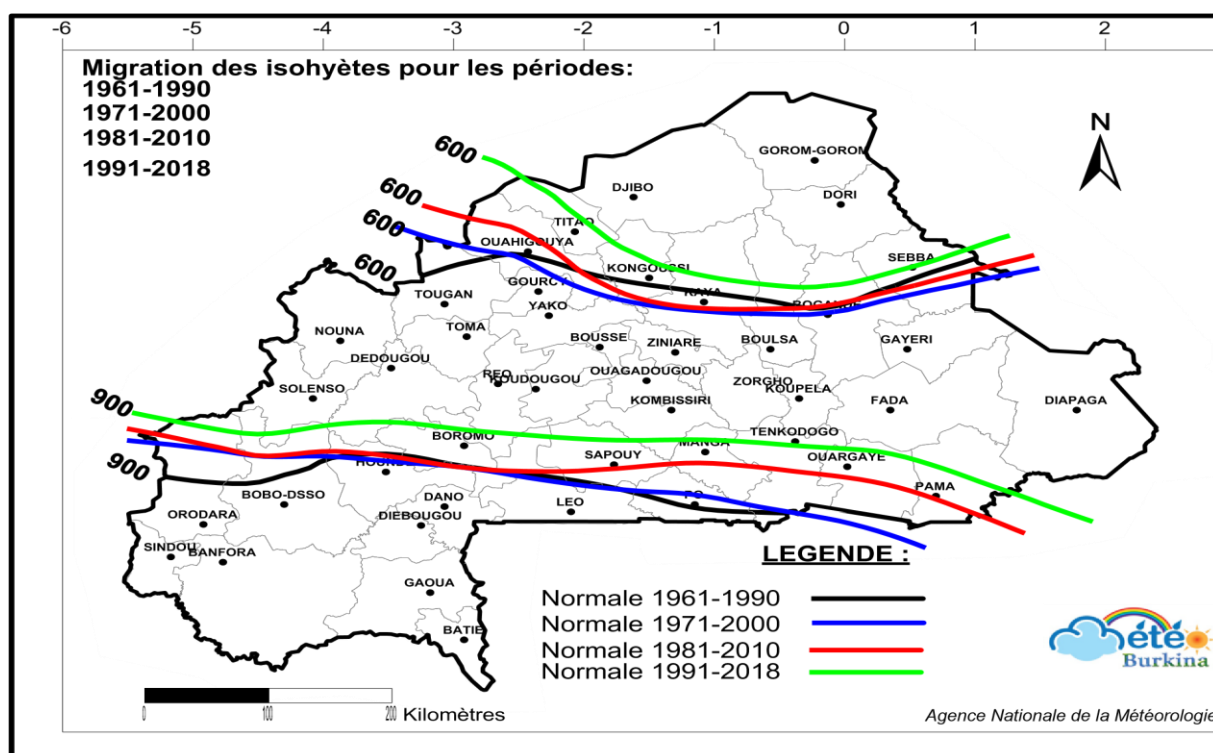 -6 -5 -4 -3 -2 -1 0 1 2
Migration des isohyètes pour les périodes:
1961-1990
1971-2000
1981-2010
1991-2018
N
600
600
600
600
GOROM-GOROM
DJIBO
DORI
TITAO
OUAHIGOUYA
SEBBA
KONGOUSSI
GOURCY
KAYA
TOUGAN
YAKO
BOGANDE
NOUNA
TOMA
BOUSSE
ZINIARE
BOULSA
GAYERI
DEDOUGOU
REO
KOUDOUGOU
OUAGADOUGOU
ZORGHO
SOLENSO
KOMBISSIRI
KOUPELA
FADA
DIAPAGA
900
BOROMO
TENKODOGO
MANGA
900
HOUNDE
SAPOUY
OUARGAYE
PAMA
BOBO-DSSO
DANO
LEO
PO
ORODARA
DIEBOUGOU
SINDOU
BANFORA
GAOUA
BATIE
LEGENDE :
Normale 1961-1990
Normale 1971-2000
Normale 1981-2010
Normale 1991-2018
été
Burkina
0 100 200
Kilomètres
Agence Nationale de la Météorologie